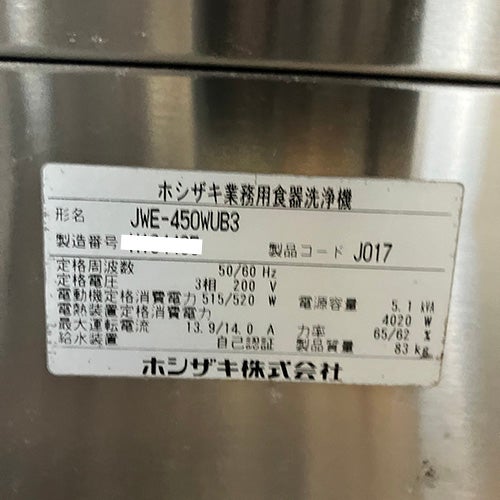 ホシザキ業務用食器洗浄機
形名 JWE-450WUB3
製造番号
製品コード J017
定格周波数 50/60 Hz
定格電圧 3相 200 V
電動機定格消費電力 515/520 W 電源容量 5.1 kVA
電熱装置定格消費電力 4020 W
最大運転電流 13.9/14.0 A 力率 65/62 %
給水装置 自己認証 製品質量 83 kg
ホシザキ株式会社